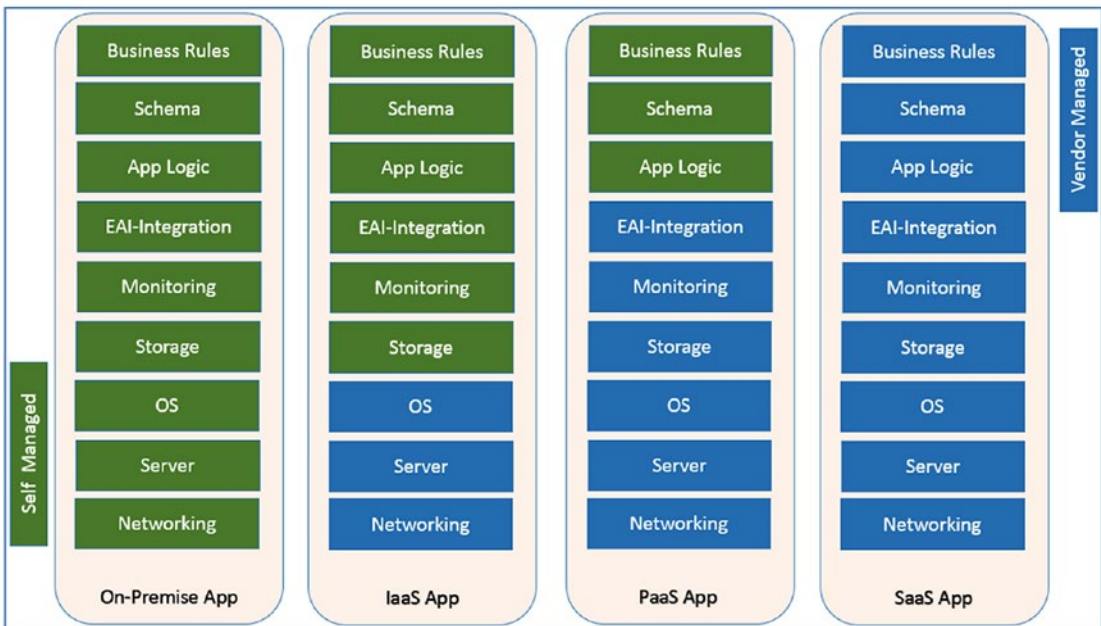 Business Rules
Schema
App Logic
EAI-Integration
Monitoring
Storage
OS
Server
Networking
On-Premise App
Business Rules
Schema
App Logic
EAI-Integration
Monitoring
Storage
OS
Server
Networking
IaaS App
Business Rules
Schema
App Logic
EAI-Integration
Monitoring
Storage
OS
Server
Networking
PaaS App
Business Rules
Schema
App Logic
EAI-Integration
Monitoring
Storage
OS
Server
Networking
SaaS App
Self Managed
Vendor Managed